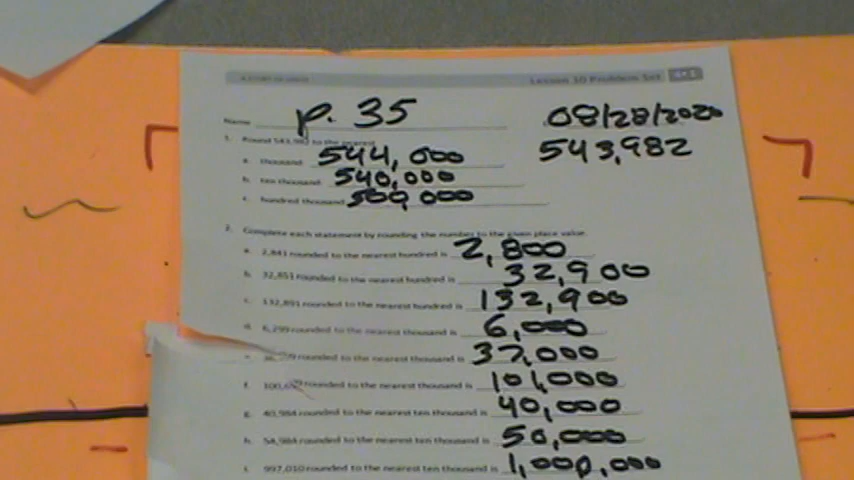 A STORY OF UNITS Lesson 10 Problem Set 4•3
Name p. 35 08/28/2020
1. Round 543,982 to the nearest 543,982
a. thousand: 544,000
b. ten thousand: 540,000
c. hundred thousand: 500,000
2. Complete each statement by rounding the number to the given place value.
a. 2,841 rounded to the nearest hundred is 2,800
b. 32,851 rounded to the nearest hundred is 32,900
c. 132,891 rounded to the nearest hundred is 132,900
d. 6,299 rounded to the nearest thousand is 6,000
e. rounded to the nearest thousand is 37,000
f. rounded to the nearest thousand is 101,000
g. 40,984 rounded to the nearest ten thousand is 40,000
h. 54,984 rounded to the nearest ten thousand is 50,000
i. 997,010 rounded to the nearest ten thousand is 1,000,000